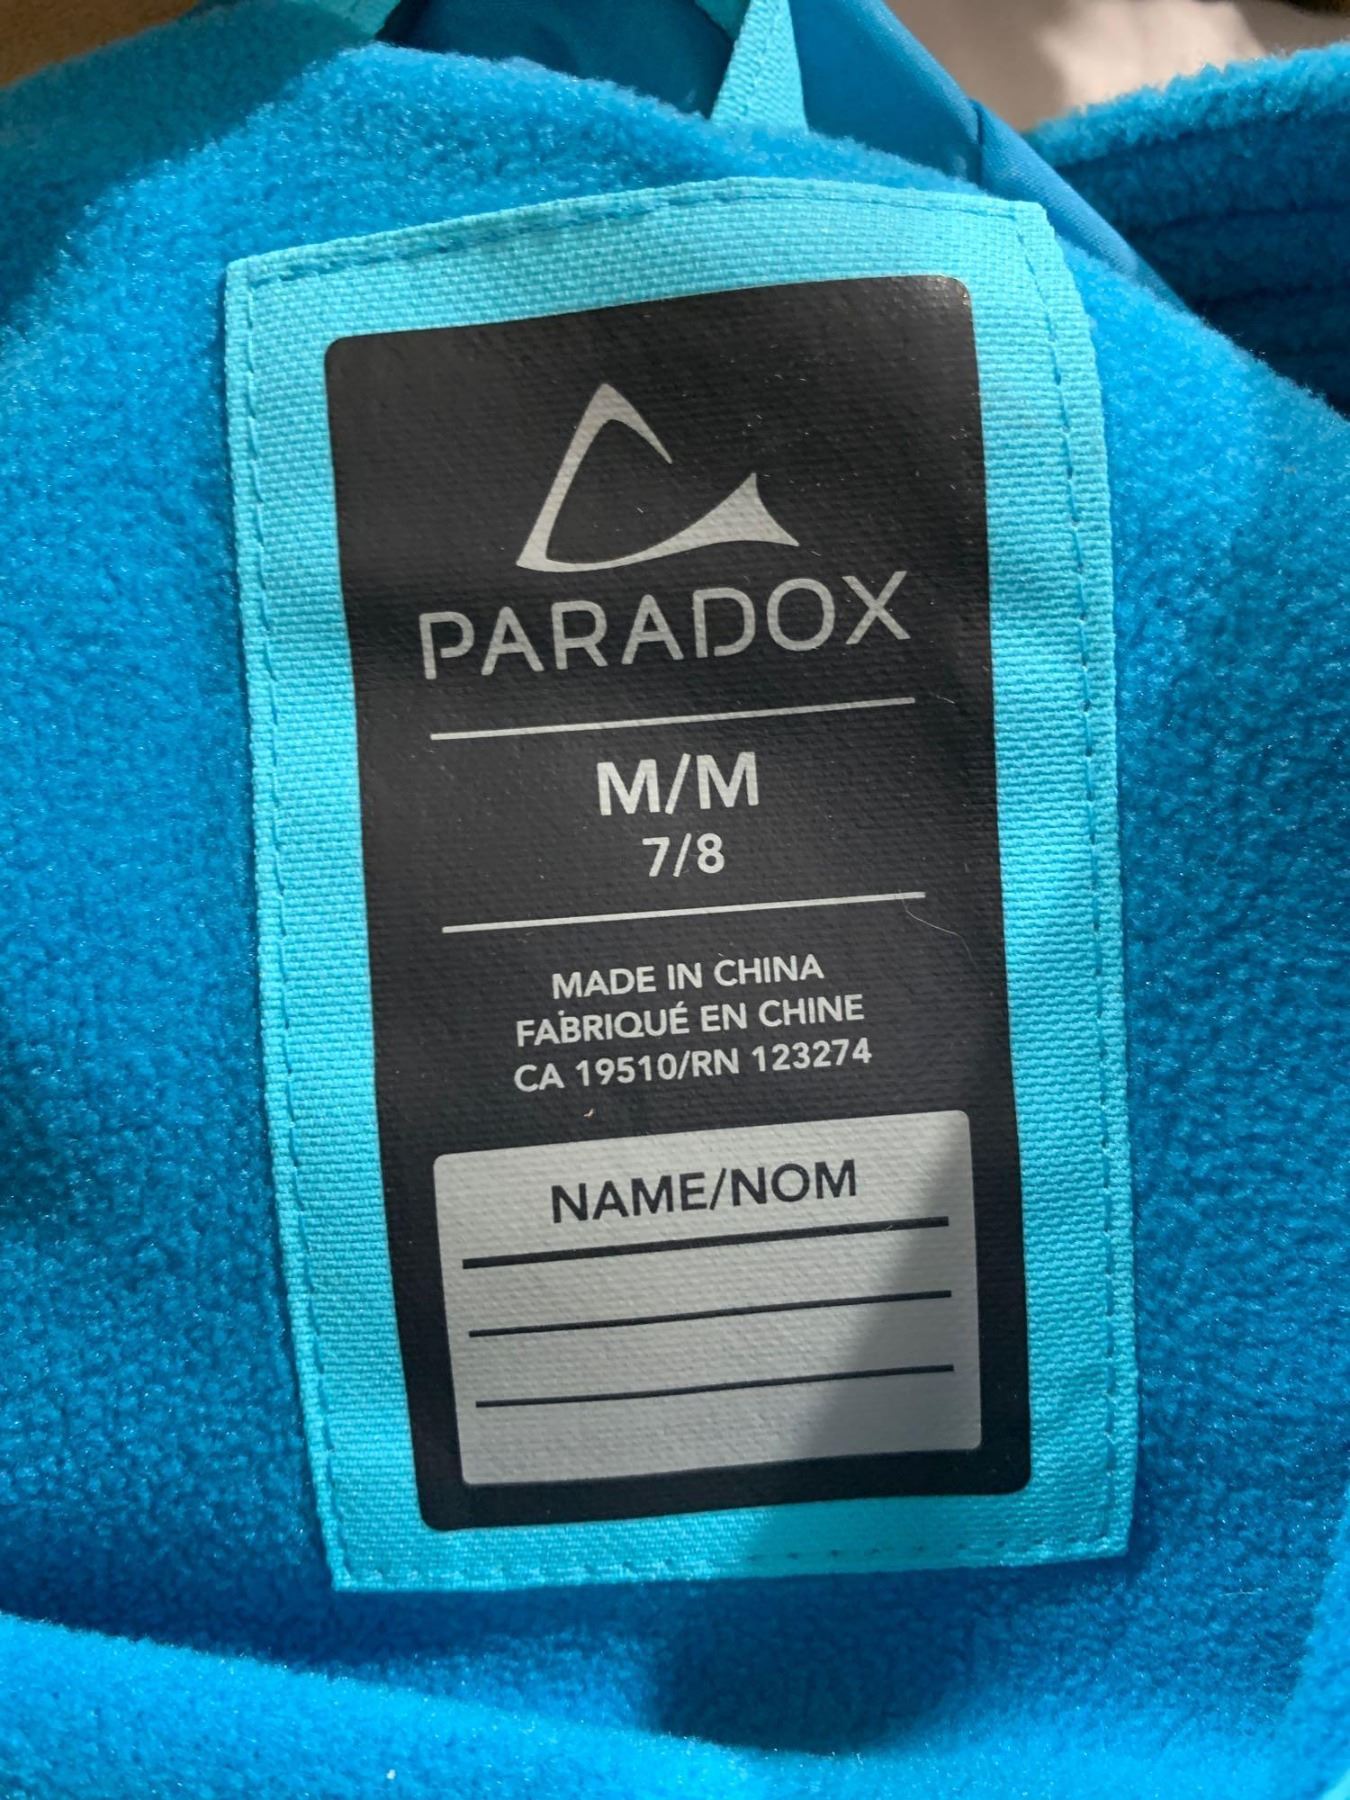 PARADOX
M/M
7/8
MADE IN CHINA
FABRIQUÉ EN CHINE
CA 19510/RN 123274
NAME/NOM